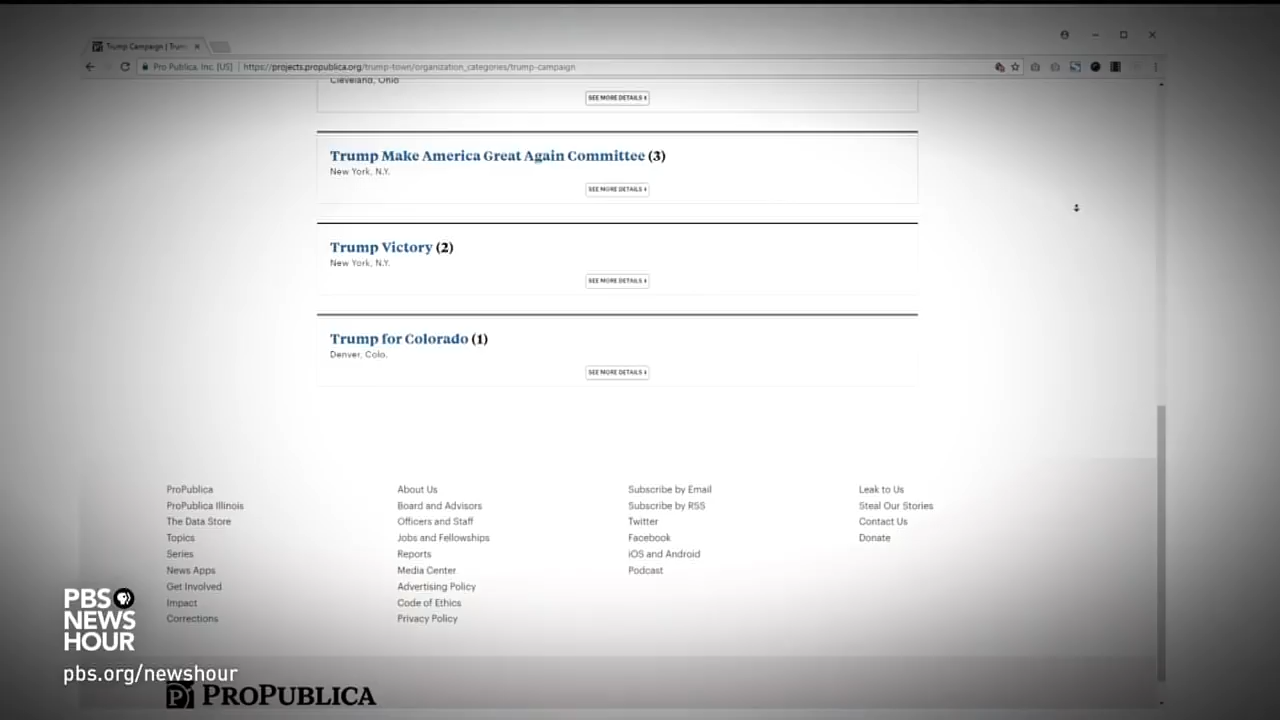 Trump Campaign | Trum
Pro Publica, Inc. [US]
https://projects.propublica.org/trump-town/organization_categories/trump-campaign
Cleveland, Ohio
SEE MORE DETAILS
Trump Make America Great Again Committee (3)
New York, N.Y.
SEE MORE DETAILS
Trump Victory (2)
New York, N.Y.
SEE MORE DETAILS
Trump for Colorado (1)
Denver, Colo.
SEE MORE DETAILS
ProPublica
ProPublica Illinois
The Data Store
Topics
Series
News Apps
Get Involved
Impact
Corrections
About Us
Board and Advisors
Officers and Staff
Jobs and Fellowships
Reports
Media Center
Advertising Policy
Code of Ethics
Privacy Policy
Subscribe by Email
Subscribe by RSS
Twitter
Facebook
iOS and Android
Podcast
Leak to Us
Steal Our Stories
Contact Us
Donate
PBS
NEWS
HOUR
pbs.org/newshour
PROPUBLICA